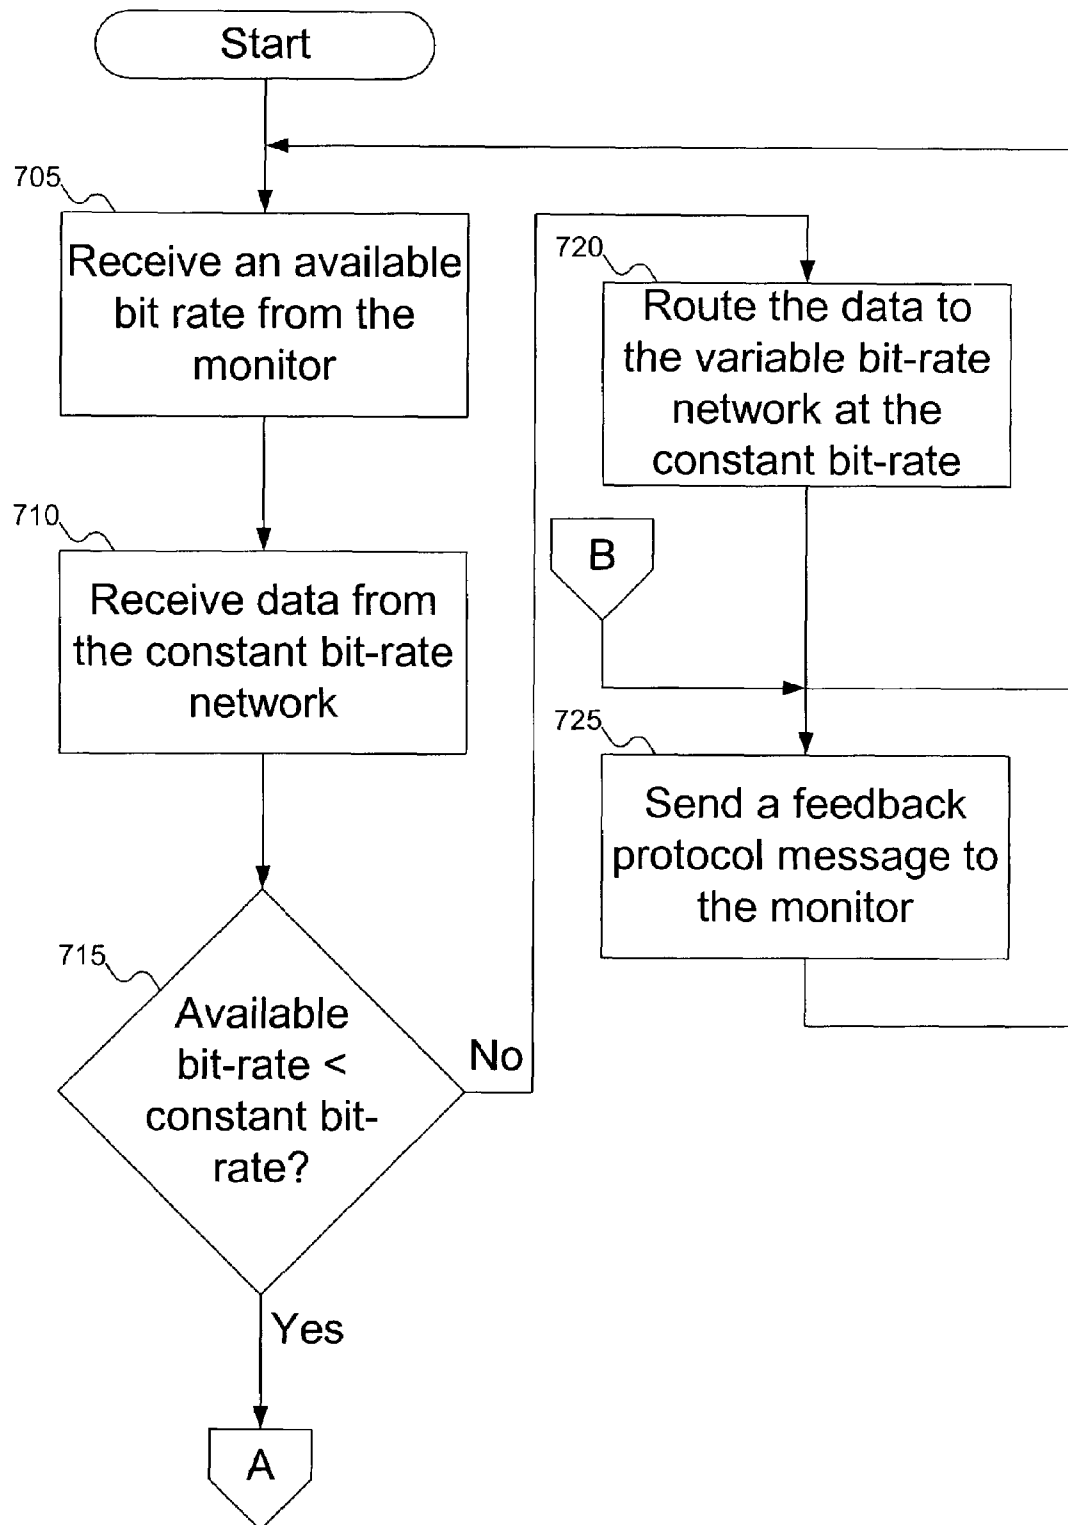 Start
705
Receive an available
bit rate from the
monitor
710
Receive data from
the constant bit-rate
network
715
Available
bit-rate <
constant bit-
rate?
No
Yes
A
720
Route the data to
the variable bit-rate
network at the
constant bit-rate
B
725
Send a feedback
protocol message to
the monitor